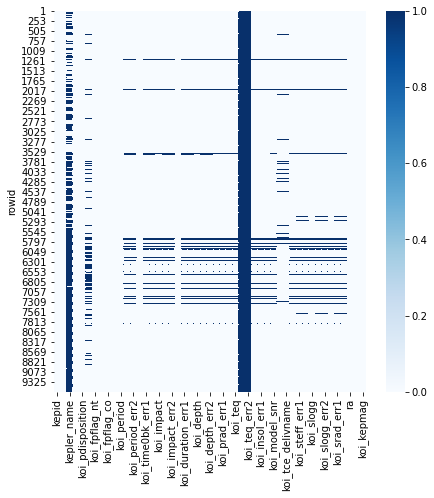 rowid
1
253
505
757
1009
1261
1513
1765
2017
2269
2521
2773
3025
3277
3529
3781
4033
4285
4537
4789
5041
5293
5545
5797
6049
6301
6553
6805
7057
7309
7561
7813
8065
8317
8569
8821
9073
9325
kepid
kepler_name
koi_pdisposition
koi_fpflag_nt
koi_fpflag_co
koi_period
koi_period_err2
koi_time0bk_err1
koi_impact
koi_impact_err2
koi_duration_err1
koi_depth
koi_depth_err2
koi_prad_err1
koi_teq
koi_teq_err2
koi_insol_err1
koi_model_snr
koi_tce_delivname
koi_steff_err1
koi_slogg
koi_slogg_err2
koi_srad_err1
ra
koi_kepmag
1.0
0.8
0.6
0.4
0.2
0.0